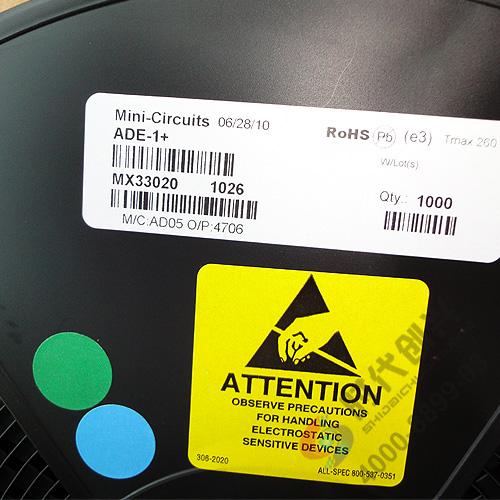 Mini-Circuits 06/28/10
ADE-1+
MX33020 1026
M/C:AD05 O/P:4706
RoHS Pb (e3) Tmax 260
W/Lot(s)
Qty.: 1000
ATTENTION
OBSERVE PRECAUTIONS
FOR HANDLING
ELECTROSTATIC
SENSITIVE DEVICES
306-2020
ALL-SPEC 800-537-0351